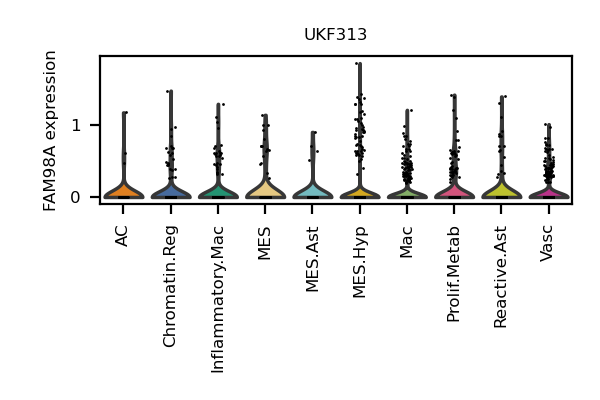 UKF313
FAM98A expression
1
0
AC
Chromatin.Reg
Inflammatory.Mac
MES
MES.Ast
MES.Hyp
Mac
Prolif.Metab
Reactive.Ast
Vasc